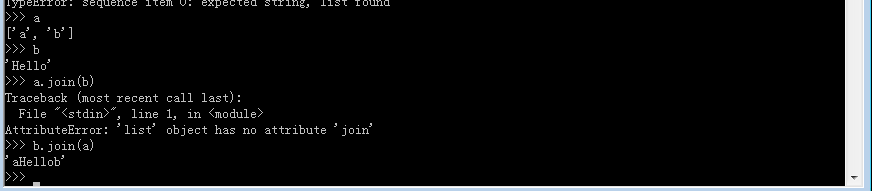 TypeError: sequence item 0: expected string, list found
>>> a
['a', 'b']
>>> b
'Hello'
>>> a.join(b)
Traceback (most recent call last):
  File "<stdin>", line 1, in <module>
AttributeError: 'list' object has no attribute 'join'
>>> b.join(a)
'aHellob'
>>>